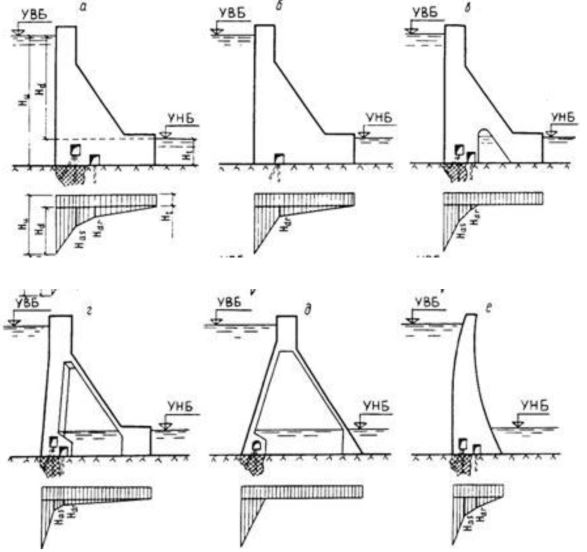 УВБ а
УНБ
Hu
Hd
Ht
Hu
Hd
Has
Hdr
Ht
УВБ б
УНБ
Hdr
УВБ в
УНБ
Has
Hdr
УВБ г
УНБ
Has
Hdr
УВБ д
УНБ
УВБ е
УНБ
Has
Hdr